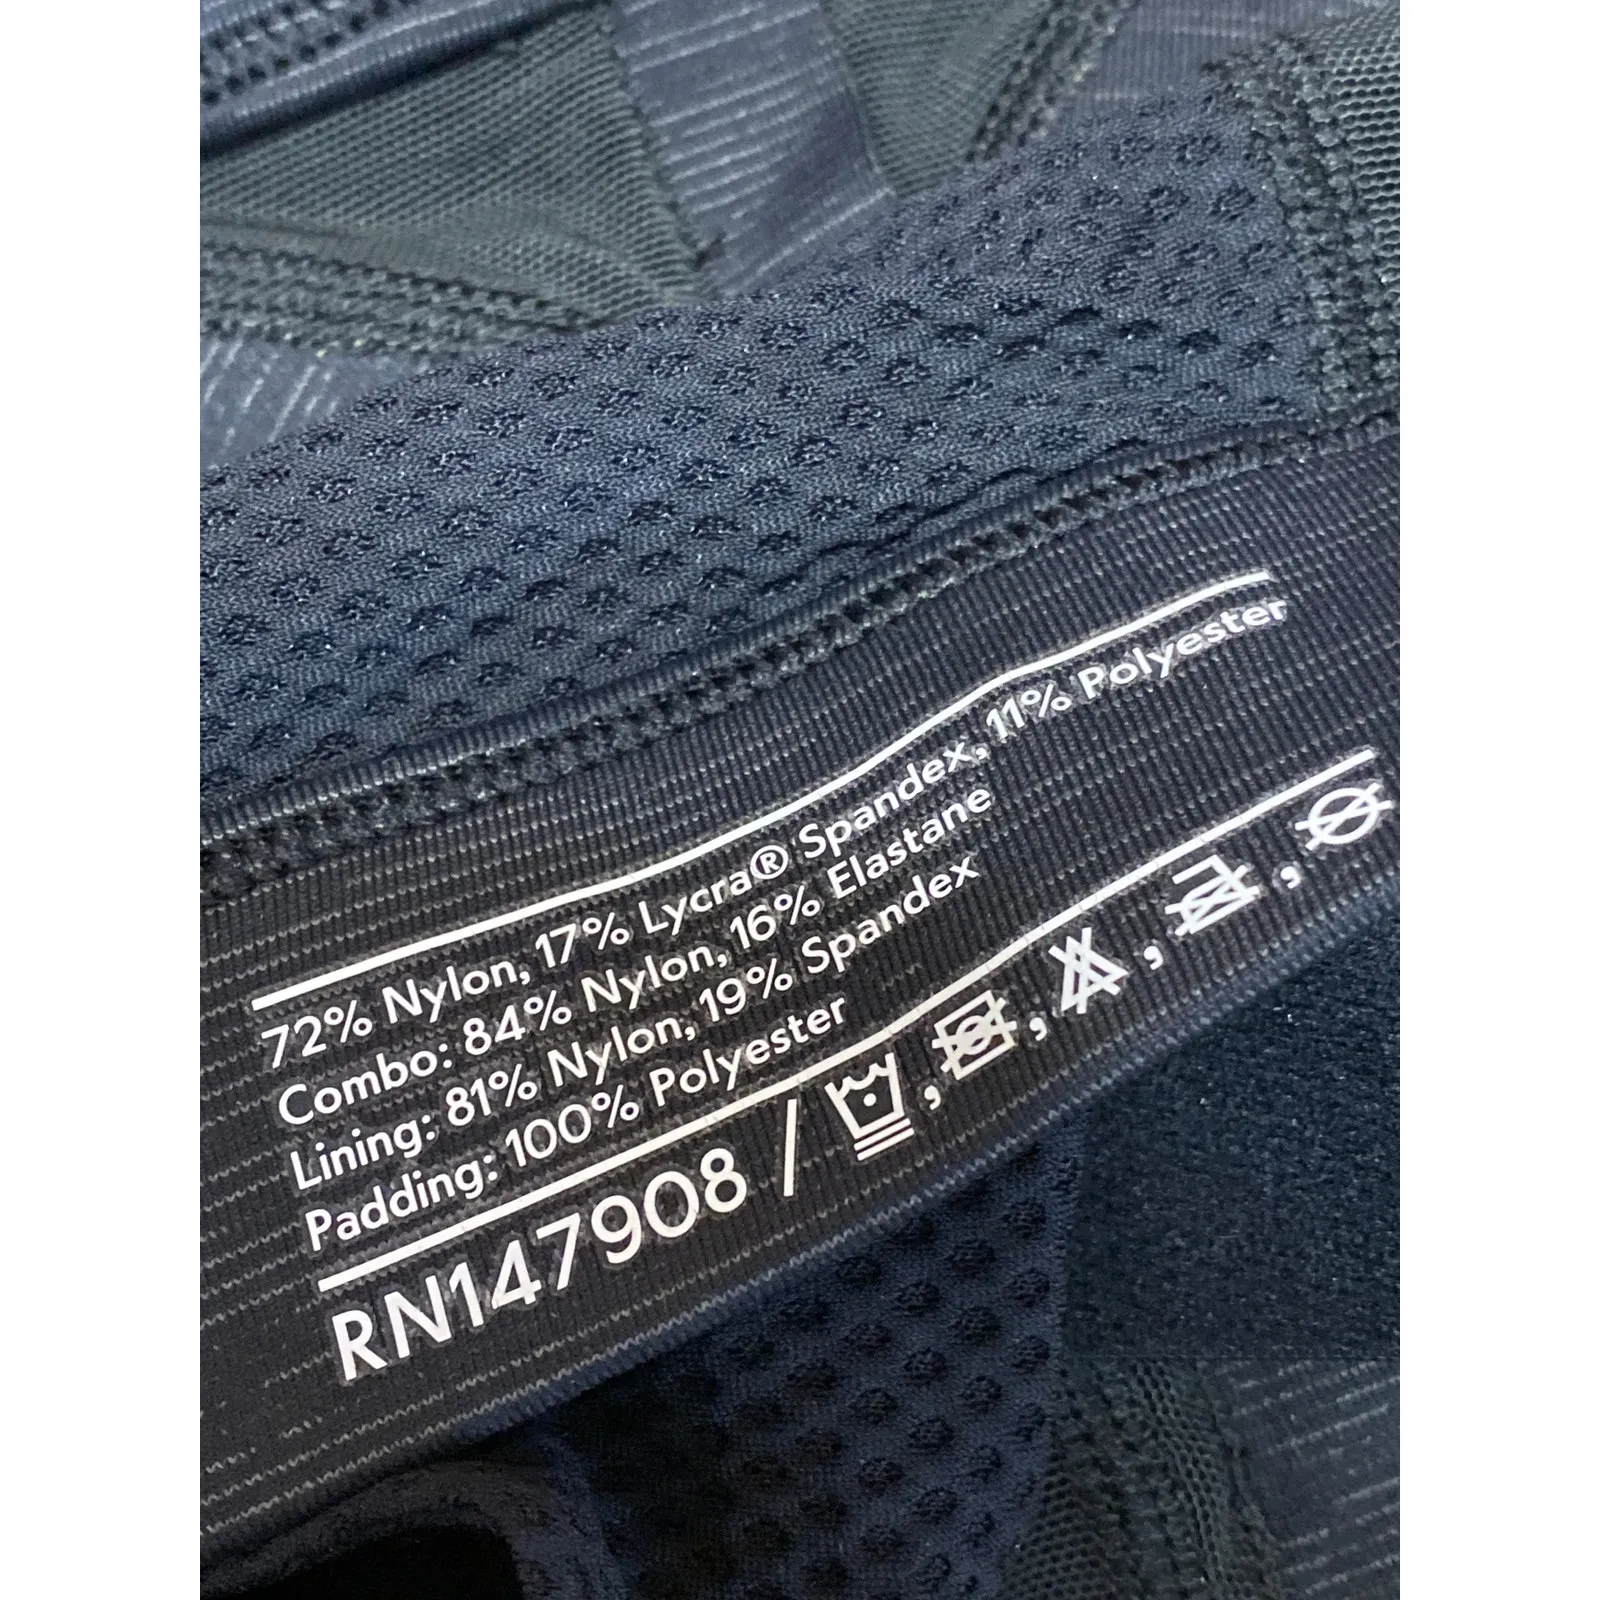 72% Nylon, 17% Lycra® Spandex, 11% Polyester
Combo: 84% Nylon, 16% Elastane
Lining: 81% Nylon, 19% Spandex
Padding: 100% Polyester
RN147908 /